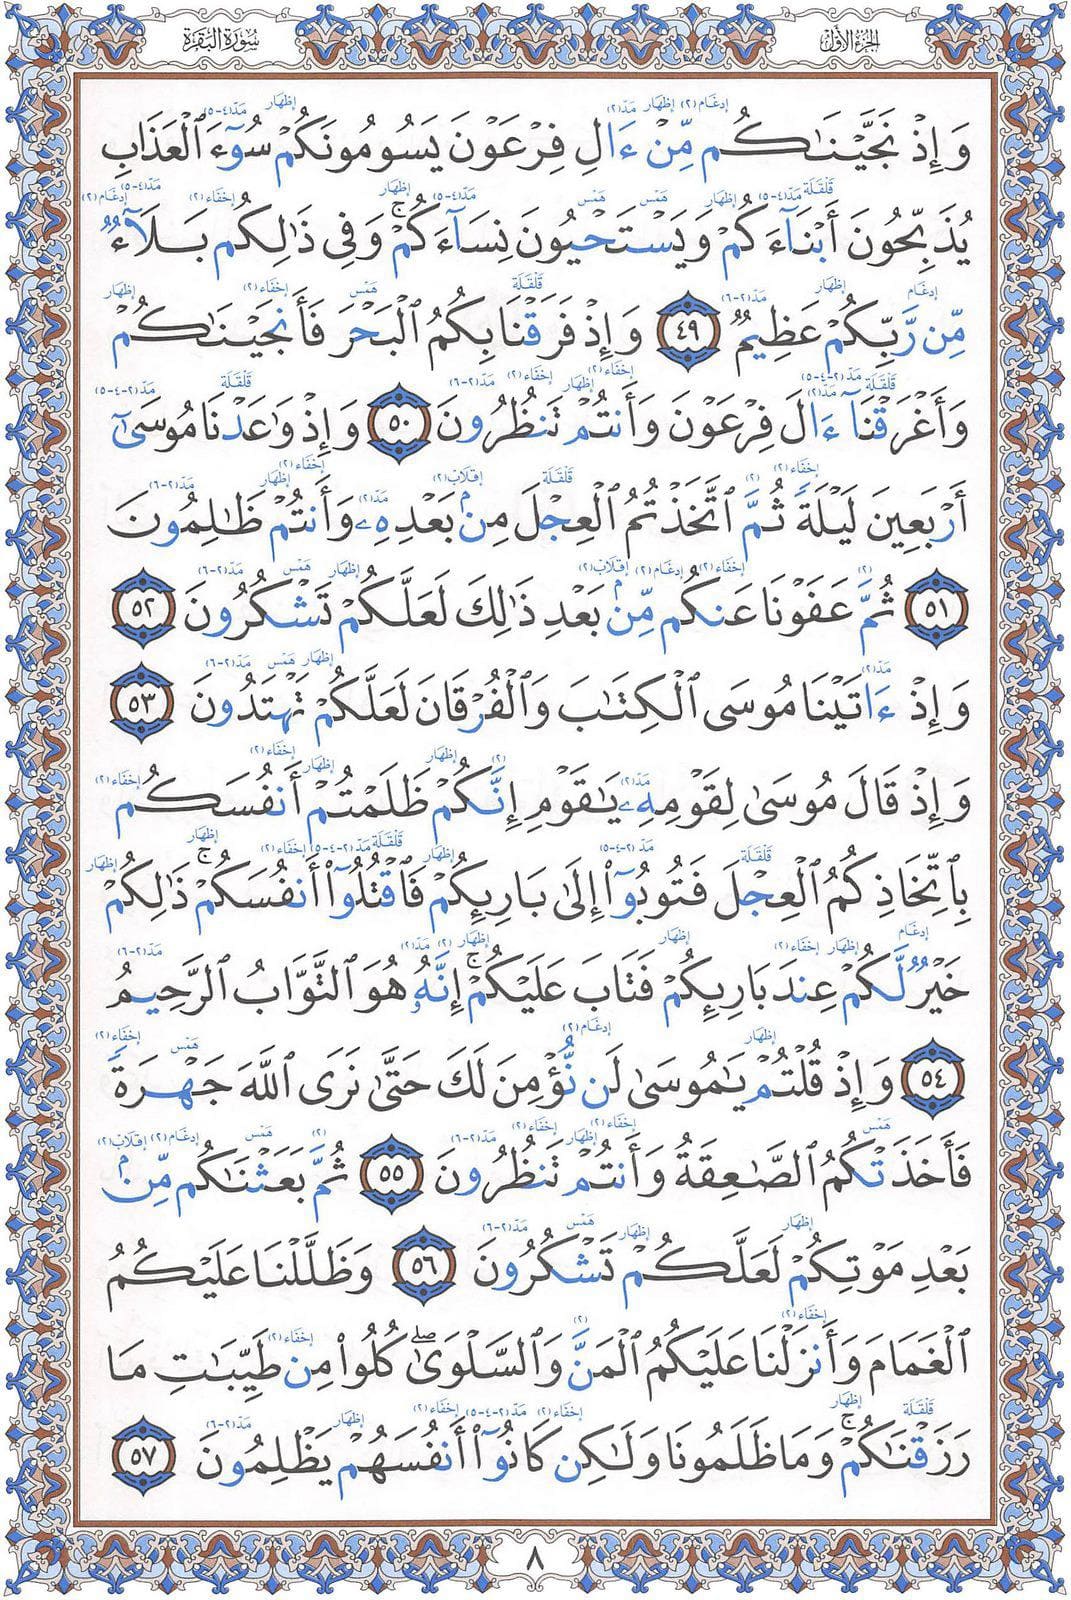 الجزء الأول
سورة البقرة
وَإِذْ نَجَّيْنَٰكُم مِّنْ ءَالِ فِرْعَوْنَ يَسُومُونَكُمْ سُوٓءَ ٱلْعَذَابِ
يُذَبِّحُونَ أَبْنَآءَكُمْ وَيَسْتَحْيُونَ نِسَآءَكُمْ ۚ وَفِى ذَٰلِكُم بَلَآءٌ
مِّن رَّبِّكُمْ عَظِيمٌ ٤٩ وَإِذْ فَرَقْنَا بِكُمُ ٱلْبَحْرَ فَأَنجَيْنَٰكُمْ
وَأَغْرَقْنَآ ءَالَ فِرْعَوْنَ وَأَنتُمْ تَنظُرُونَ ٥٠ وَإِذْ وَٰعَدْنَا مُوسَىٰٓ
أَرْبَعِينَ لَيْلَةً ثُمَّ ٱتَّخَذْتُمُ ٱلْعِجْلَ مِنۢ بَعْدِهِۦ وَأَنتُمْ ظَٰلِمُونَ
٥١ ثُمَّ عَفَوْنَا عَنكُم مِّنۢ بَعْدِ ذَٰلِكَ لَعَلَّكُمْ تَشْكُرُونَ ٥٢
وَإِذْ ءَاتَيْنَا مُوسَى ٱلْكِتَٰبَ وَٱلْفُرْقَانَ لَعَلَّكُمْ تَهْتَدُونَ ٥٣
وَإِذْ قَالَ مُوسَىٰ لِقَوْمِهِۦ يَٰقَوْمِ إِنَّكُمْ ظَلَمْتُمْ أَنفُسَكُم
بِٱتِّخَاذِكُمُ ٱلْعِجْلَ فَتُوبُوٓا۟ إِلَىٰ بَارِئِكُمْ فَٱقْتُلُوٓا۟ أَنفُسَكُمْ ۚ ذَٰلِكُمْ
خَيْرٌ لَّكُمْ عِندَ بَارِئِكُمْ فَتَابَ عَلَيْكُمْ ۚ إِنَّهُۥ هُوَ ٱلتَّوَّابُ ٱلرَّحِيمُ
٥٤ وَإِذْ قُلْتُمْ يَٰمُوسَىٰ لَن نُّؤْمِنَ لَكَ حَتَّىٰ نَرَى ٱللَّهَ جَهْرَةً
فَأَخَذَتْكُمُ ٱلصَّٰعِقَةُ وَأَنتُمْ تَنظُرُونَ ٥٥ ثُمَّ بَعَثْنَٰكُم مِّنۢ
بَعْدِ مَوْتِكُمْ لَعَلَّكُمْ تَشْكُرُونَ ٥٦ وَظَلَّلْنَا عَلَيْكُمُ
ٱلْغَمَامَ وَأَنزَلْنَا عَلَيْكُمُ ٱلْمَنَّ وَٱلسَّلْوَىٰ ۖ كُلُوا۟ مِن طَيِّبَٰتِ مَا
رَزَقْنَٰكُمْ ۚ وَمَا ظَلَمُونَا وَلَٰكِن كَانُوٓا۟ أَنفُسَهُمْ يَظْلِمُونَ ٥٧
٨